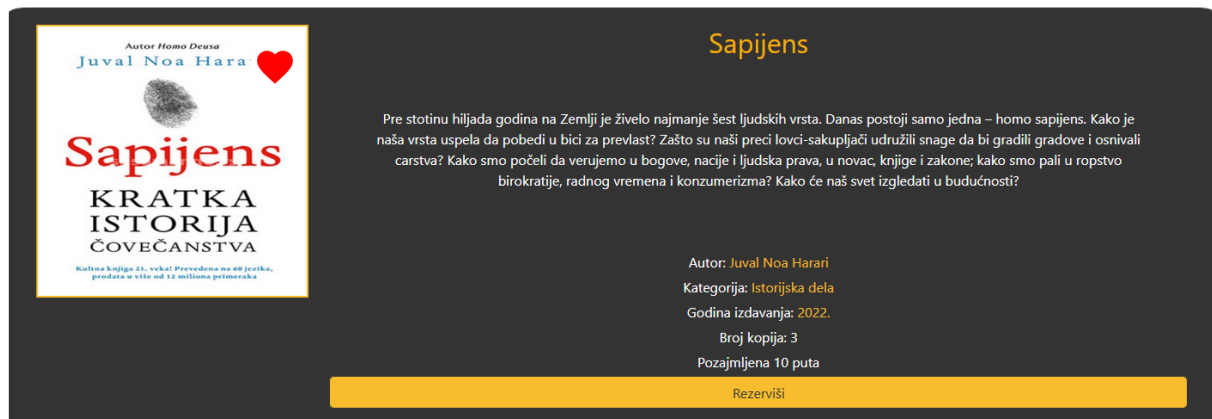 Autor Homo Deusa
Juval Noa Hara
Sapijens
KRATKA
ISTORIJA
ČOVEČANSTVA
Kultna knjiga 21. veka! Prevedena na 60 jezika,
prodata u više od 12 miliona primeraka
Sapijens
Pre stotinu hiljada godina na Zemlji je živelo najmanje šest ljudskih vrsta. Danas postoji samo jedna – homo sapijens. Kako je
naša vrsta uspela da pobedi u bici za prevlast? Zašto su naši preci lovci-sakupljači udružili snage da bi gradili gradove i osnivali
carstva? Kako smo počeli da verujemo u bogove, nacije i ljudska prava, u novac, knjige i zakone; kako smo pali u ropstvo
birokratije, radnog vremena i konzumerizma? Kako će naš svet izgledati u budućnosti?
Autor: Juval Noa Harari
Kategorija: Istorijska dela
Godina izdavanja: 2022.
Broj kopija: 3
Pozajmljena 10 puta
Rezerviši